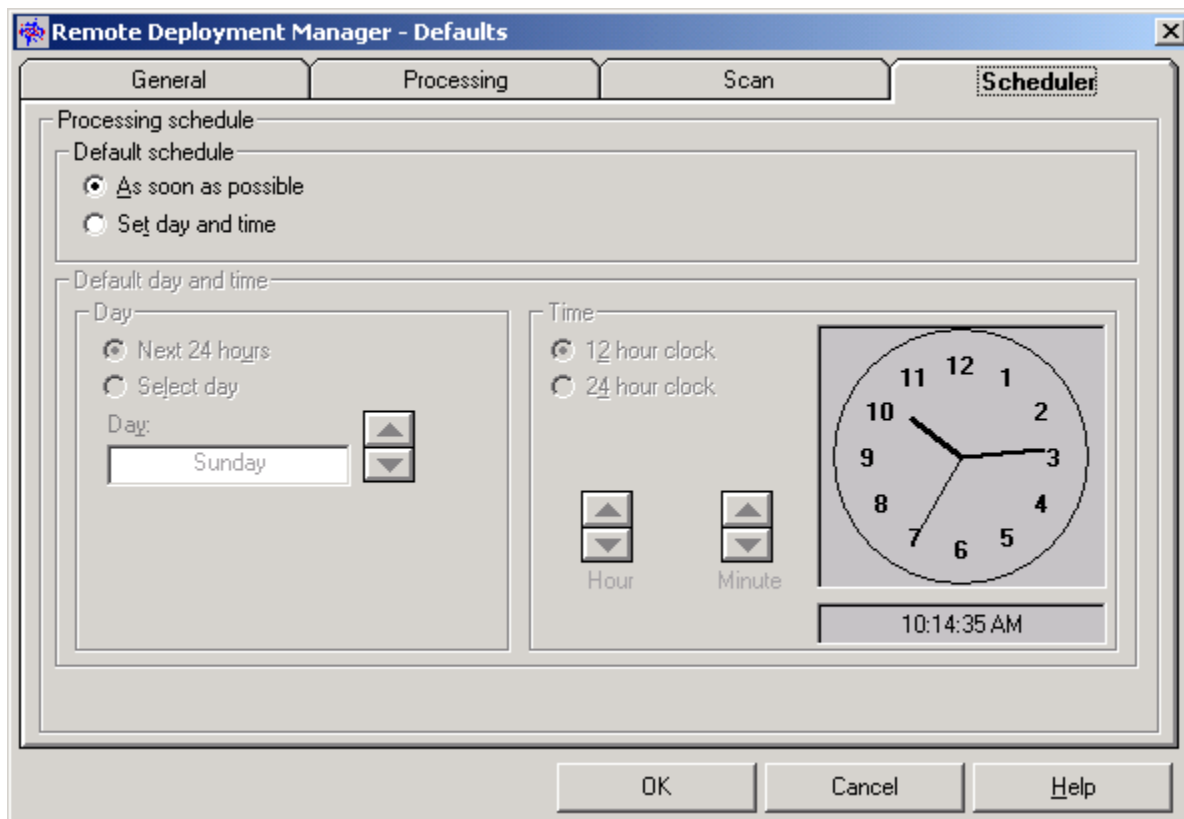 Remote Deployment Manager - Defaults
General Processing Scan Scheduler
Processing schedule
Default schedule
As soon as possible
Set day and time
Default day and time
Day
Next 24 hours
Select day
Day:
Sunday
Time
12 hour clock
24 hour clock
Hour Minute
12
1
2
3
4
5
6
7
8
9
10
11
10:14:35 AM
OK Cancel Help